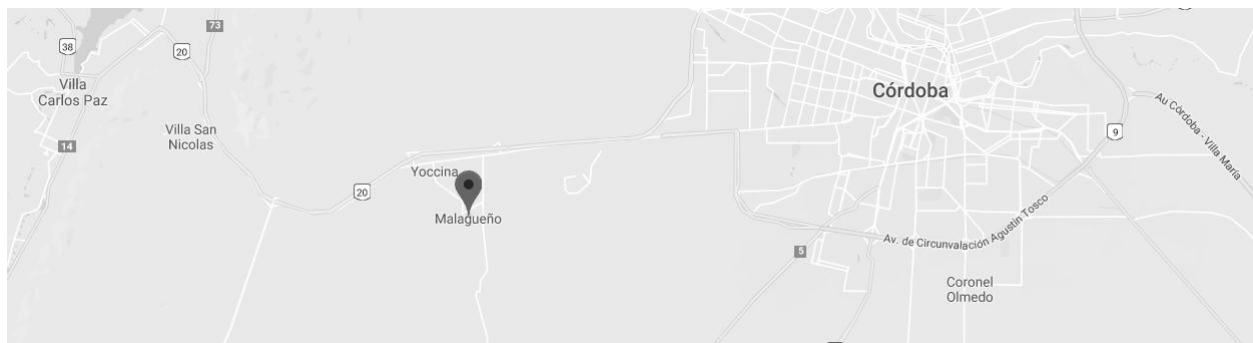 73
38
20
Villa
Carlos Paz
Córdoba
Au Córdoba - Villa María
Villa San
Nicolas
9
14
Yoccina
20
Malagueño
Av. de Circunvalación Agustín Tosco
5
Coronel
Olmedo